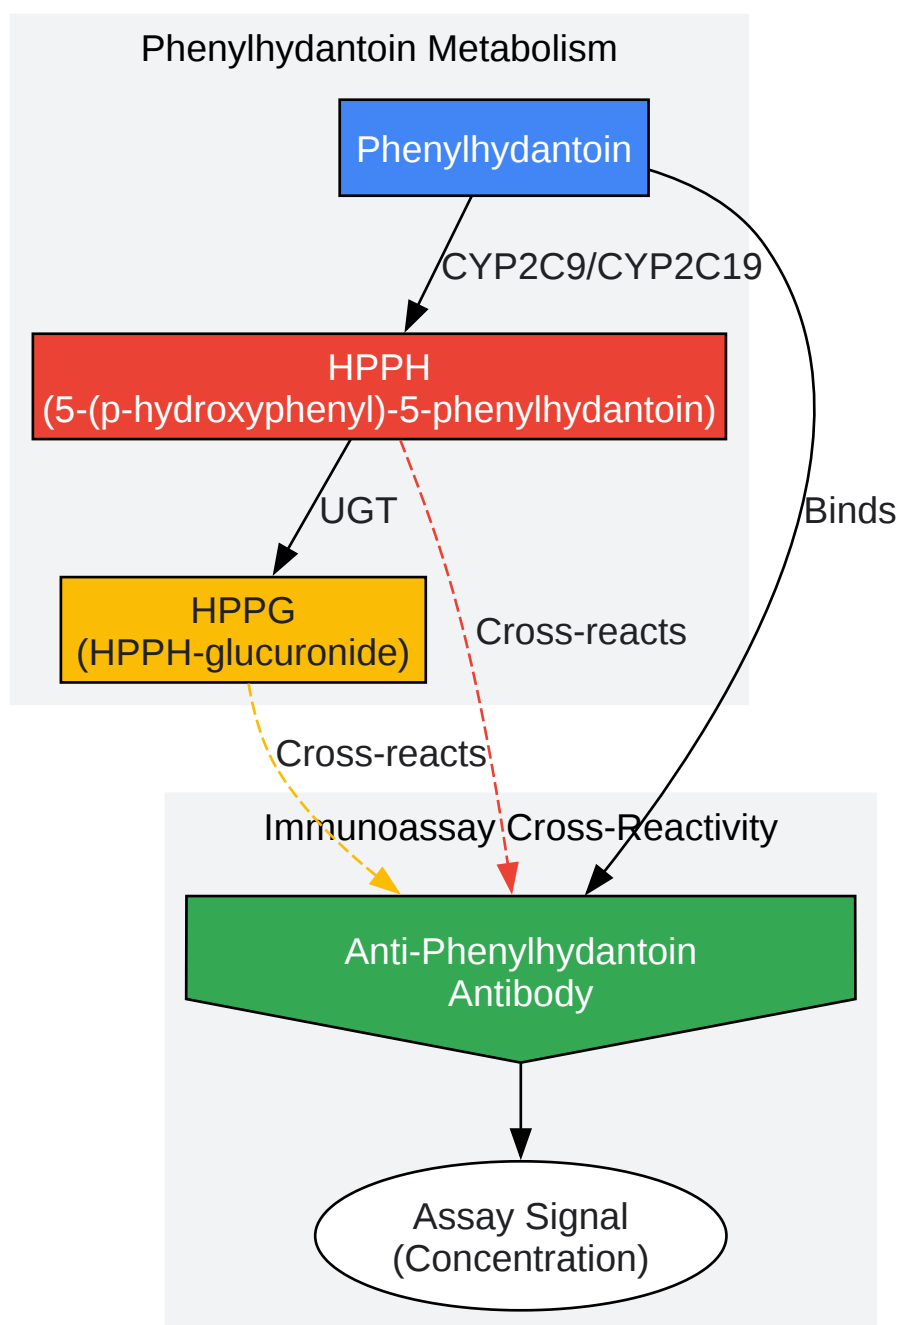 Phenylhydantoin Metabolism
Phenylhydantoin
CYP2C9/CYP2C19
HPPH
(5-(p-hydroxyphenyl)-5-phenylhydantoin)
UGT
Binds
HPPG
(HPPH-glucuronide)
Cross-reacts
Cross-reacts
Immunoassay Cross-Reactivity
Anti-Phenylhydantoin
Antibody
Assay Signal
(Concentration)